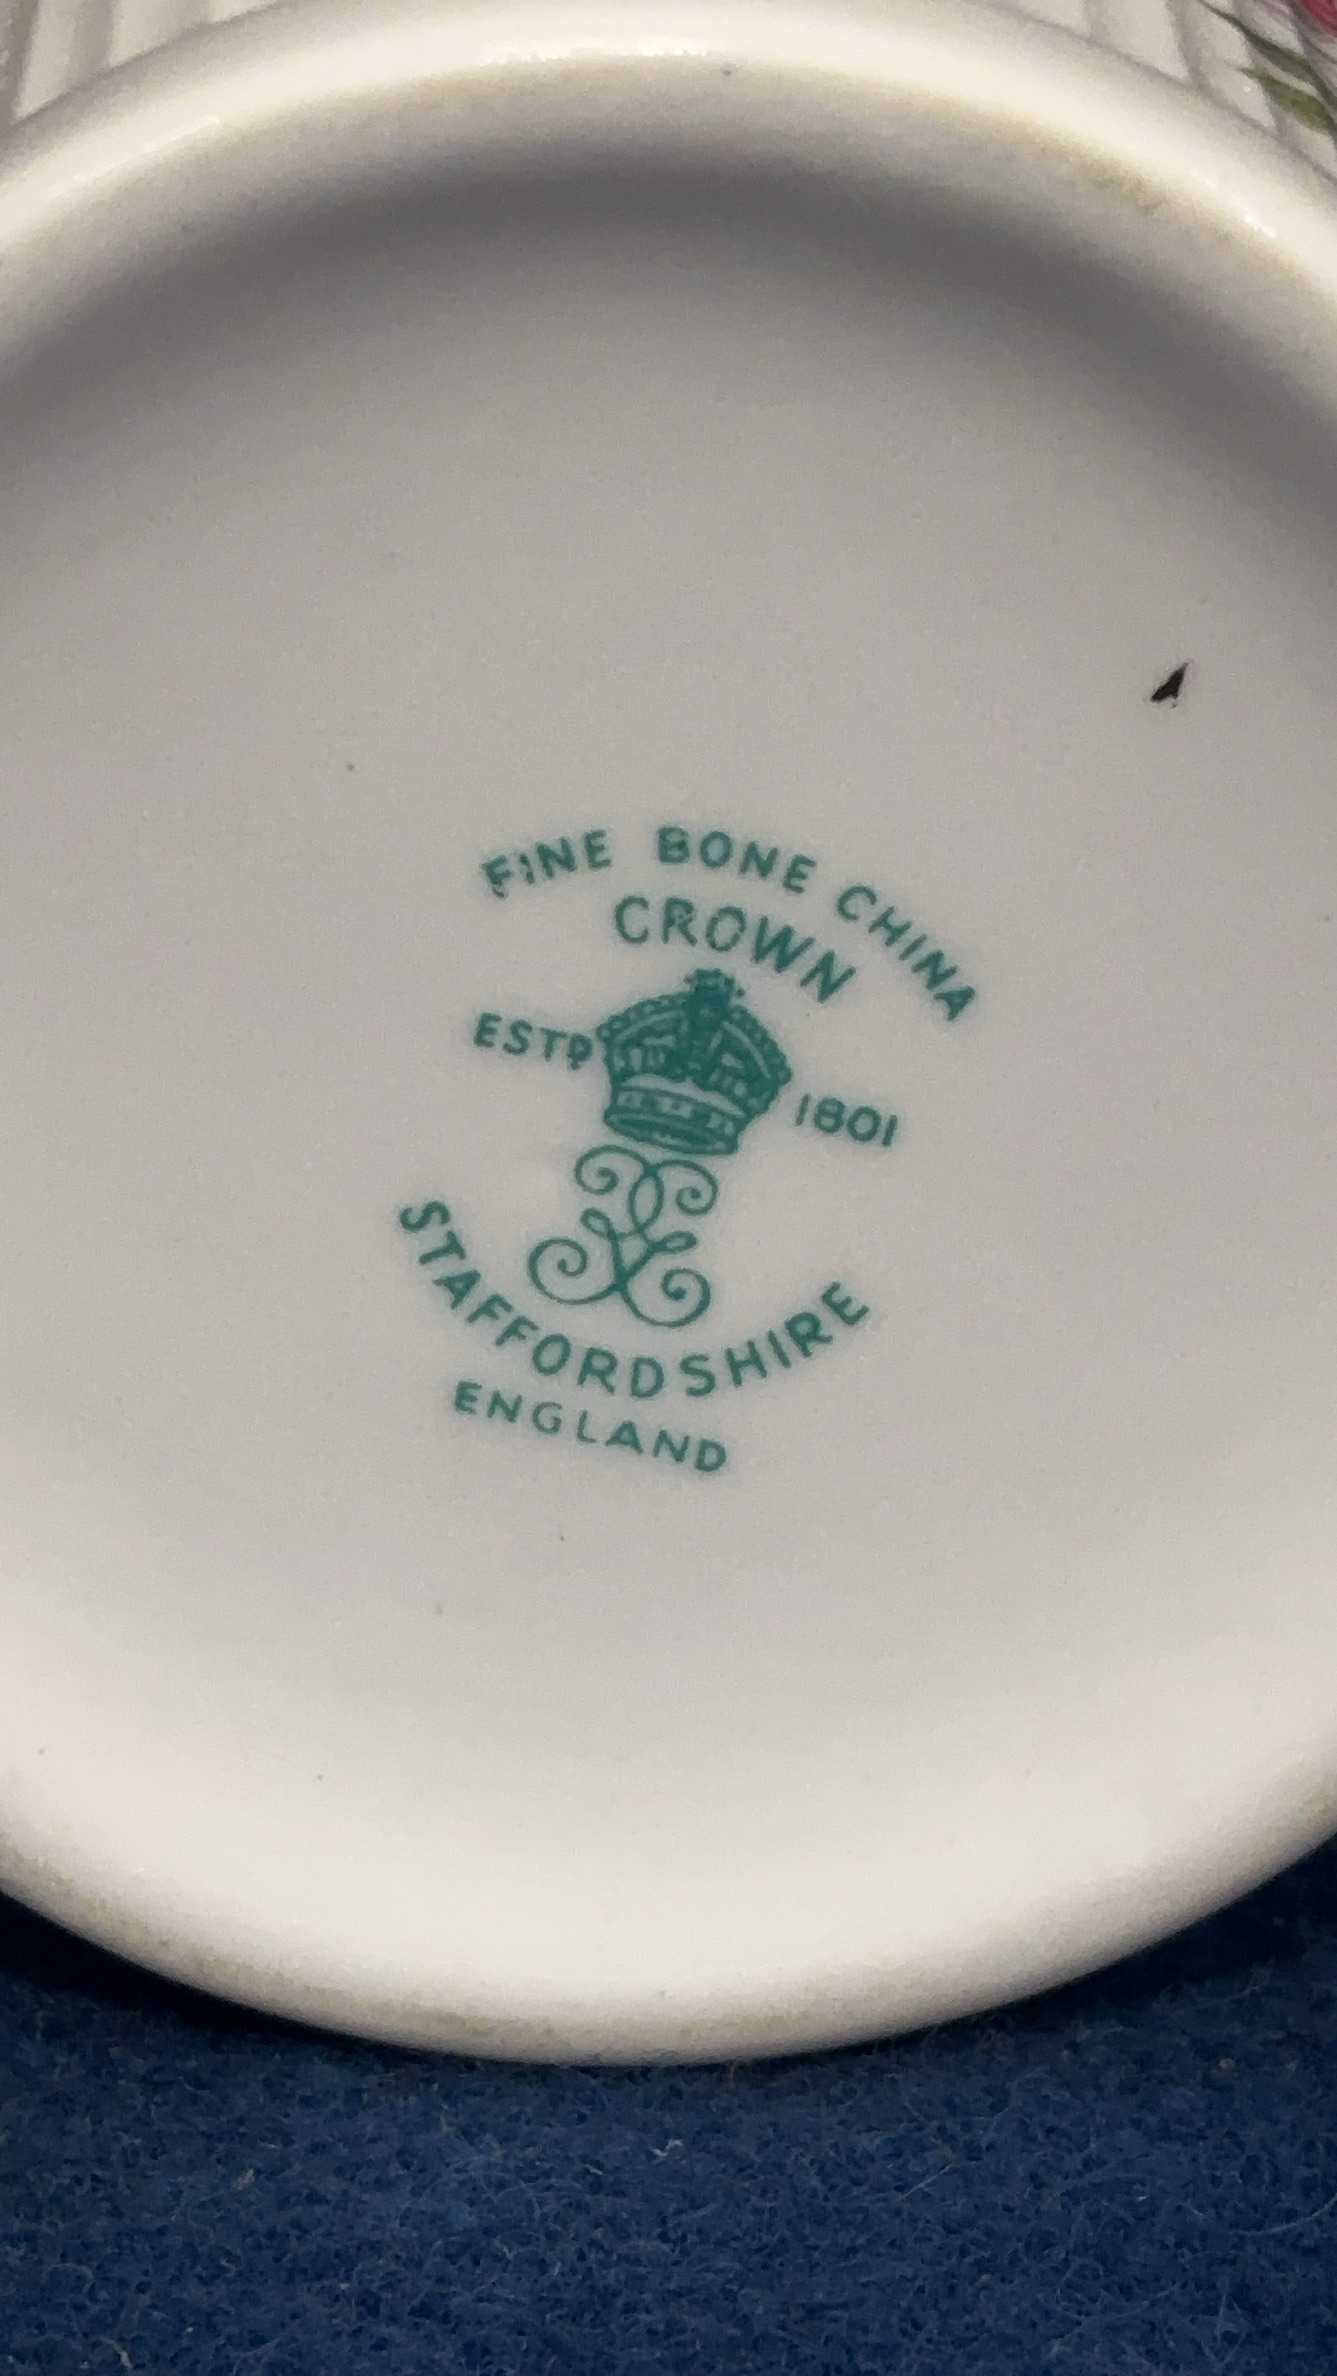 FINE BONE CHINA
CROWN
ESTD 1801
STAFFORDSHIRE
ENGLAND